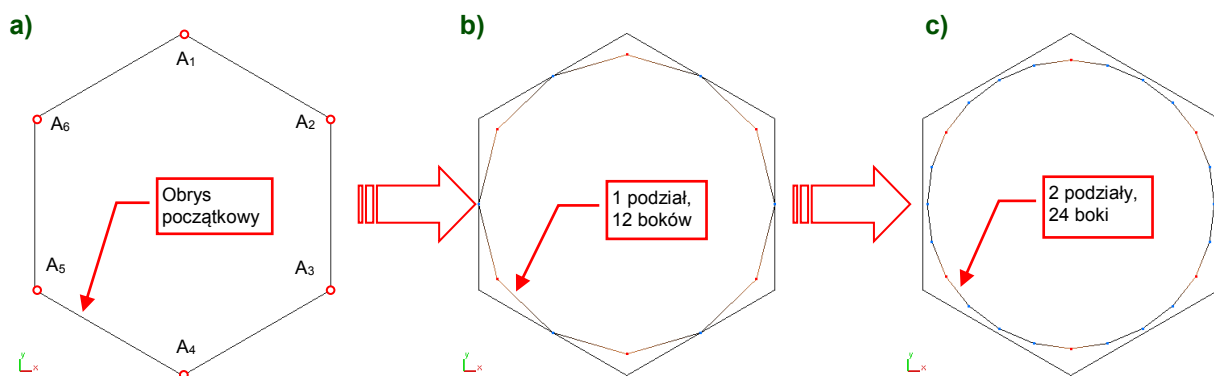 a)
A1
A6
A2
Obrys
początkowy
A5
A3
A4
y
x
b)
1 podział,
12 boków
y
x
c)
2 podziały,
24 boki
y
x